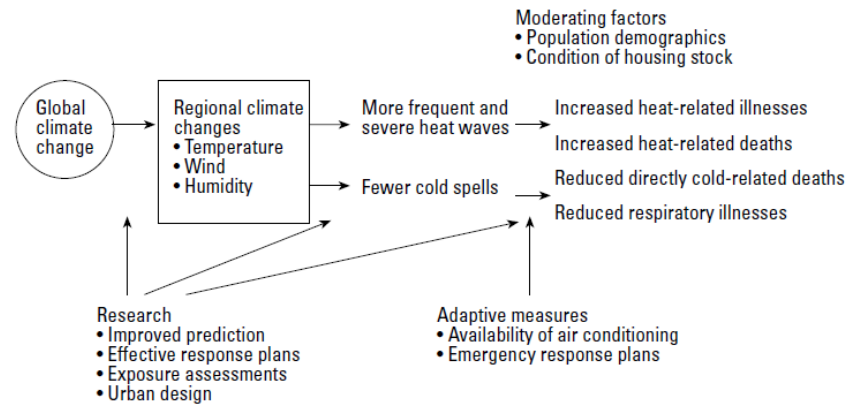 Moderating factors
• Population demographics
• Condition of housing stock
Global
climate
change
Regional climate
changes
• Temperature
• Wind
• Humidity
More frequent and
severe heat waves
Fewer cold spells
Increased heat-related illnesses
Increased heat-related deaths
Reduced directly cold-related deaths
Reduced respiratory illnesses
Research
• Improved prediction
• Effective response plans
• Exposure assessments
• Urban design
Adaptive measures
• Availability of air conditioning
• Emergency response plans